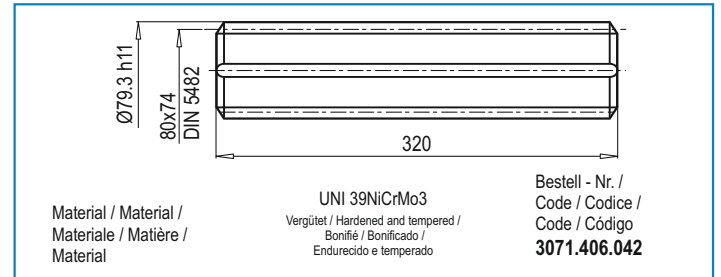 Ø79.3 h11
80x74
DIN 5482
320
Material / Material /
Materiale / Matière /
Material
UNI 39NiCrMo3
Vergütet / Hardened and tempered /
Bonifié / Bonificado /
Endurecido e temperado
Bestell - Nr. /
Code / Codice /
Code / Código
3071.406.042